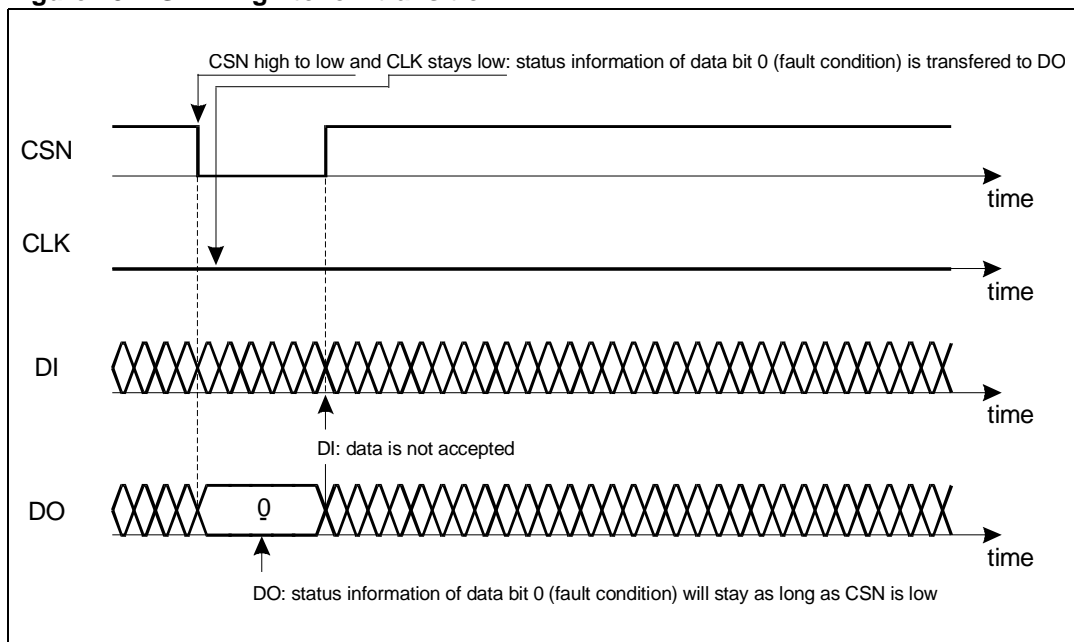 CSN high to low and CLK stays low: status information of data bit 0 (fault condition) is transfered to DO
CSN
time
CLK
time
DI
time
DI: data is not accepted
DO
0
time
DO: status information of data bit 0 (fault condition) will stay as long as CSN is low